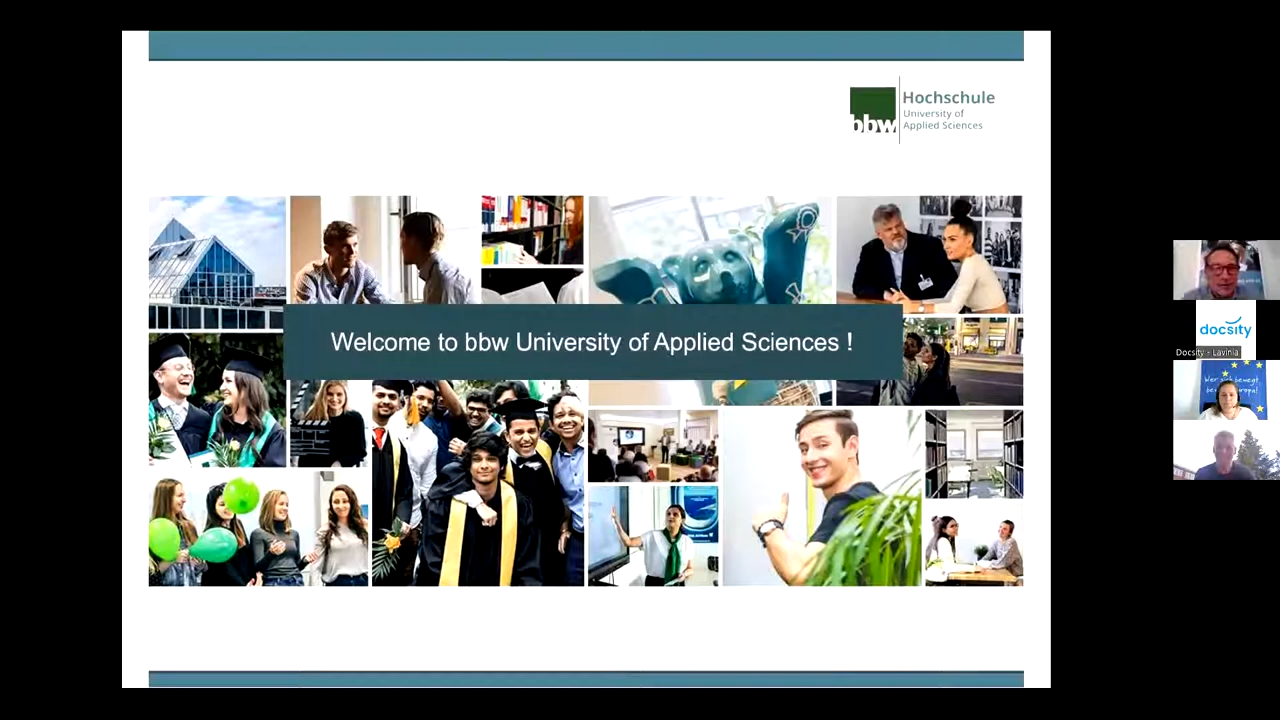 Hochschule
University of
Applied Sciences
bbw
Welcome to bbw University of Applied Sciences !
docsity
Docsity - Lavinia